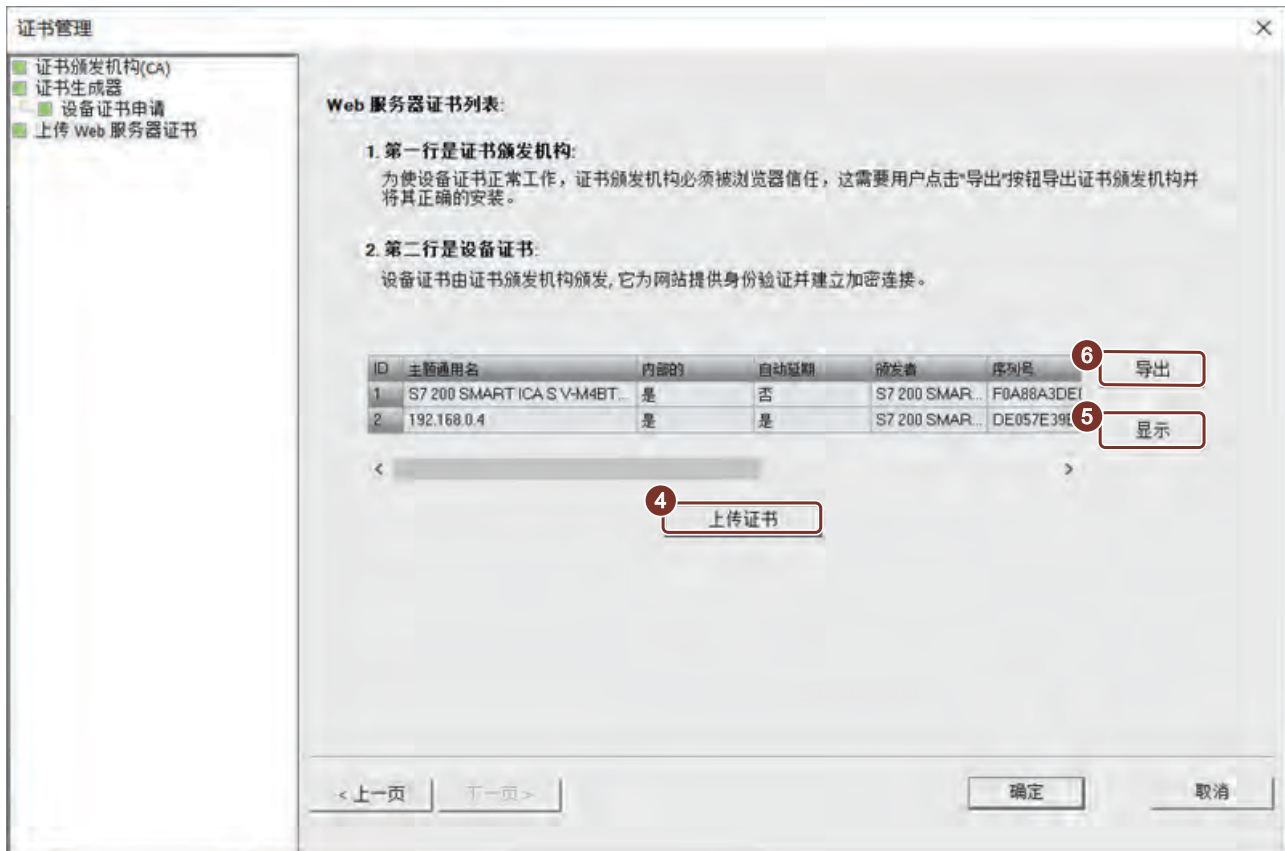 证书管理
证书颁发机构(CA)
证书生成器
设备证书申请
上传 Web 服务器证书
Web 服务器证书列表:
1. 第一行是证书颁发机构:
为使设备证书正常工作，证书颁发机构必须被浏览器信任，这需要用户点击“导出”按钮导出证书颁发机构并
将其正确的安装。
2. 第二行是设备证书:
设备证书由证书颁发机构颁发, 它为网站提供身份验证并建立加密连接。
ID 主题通用名 内部的 自动延期 颁发者 序列号
1 S7 200 SMART ICA S V-M4BT... 是 否 S7 200 SMAR... F0A88A3DE
2 192.168.0.4 是 是 S7 200 SMAR... DE057E39
6 导出
5 显示
4 上传证书
< 上一页 下一页 > 确定 取消